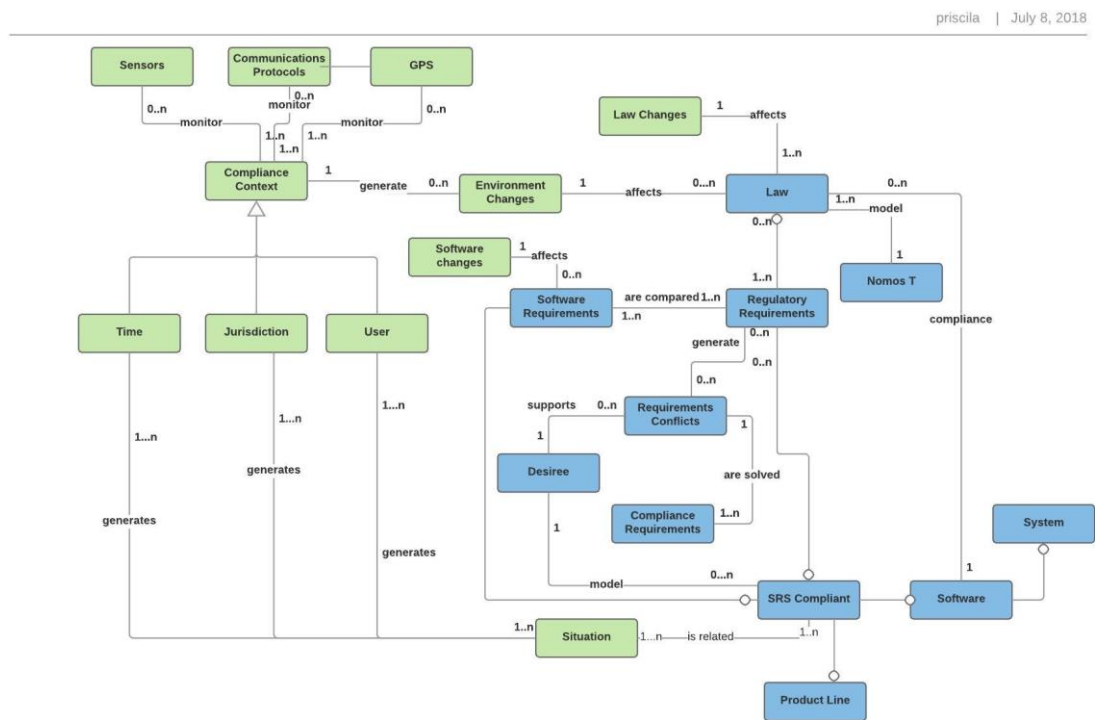 priscila | July 8, 2018
Sensors
Communications
Protocols
GPS
0..n
monitor
0..n
monitor
0..n
monitor
1..n
1..n
1..n
Law Changes
1
affects
1..n
Compliance
Context
1
generate
0..n
Environment
Changes
1
affects
0...n
Law
0..n
1..n
model
1
Nomos T
0..n
1..n
Software
changes
1
affects
0..n
Software
Requirements
are compared
1..n
1..n
Regulatory
Requirements
0..n
generate
0..n
0..n
compliance
Time
Jurisdiction
User
1...n
1...n
1...n
generates
generates
generates
supports
0..n
1
Requirements
Conflicts
1
are solved
1..n
Desiree
1
Compliance
Requirements
System
model
0...n
SRS Compliant
1
Software
1..n
Situation
1...n
is related
1..n
Product Line